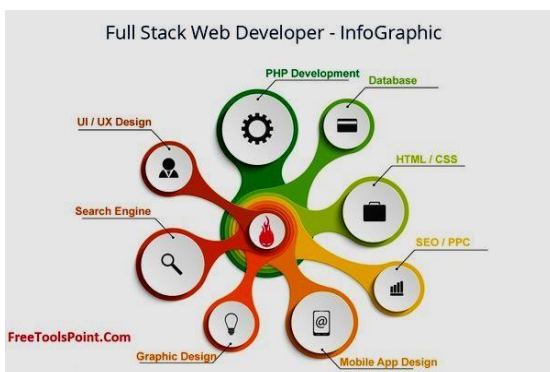 Full Stack Web Developer - InfoGraphic
PHP Development
Database
UI / UX Design
HTML / CSS
Search Engine
SEO / PPC
@
FreeToolsPoint.Com
Graphic Design
Mobile App Design